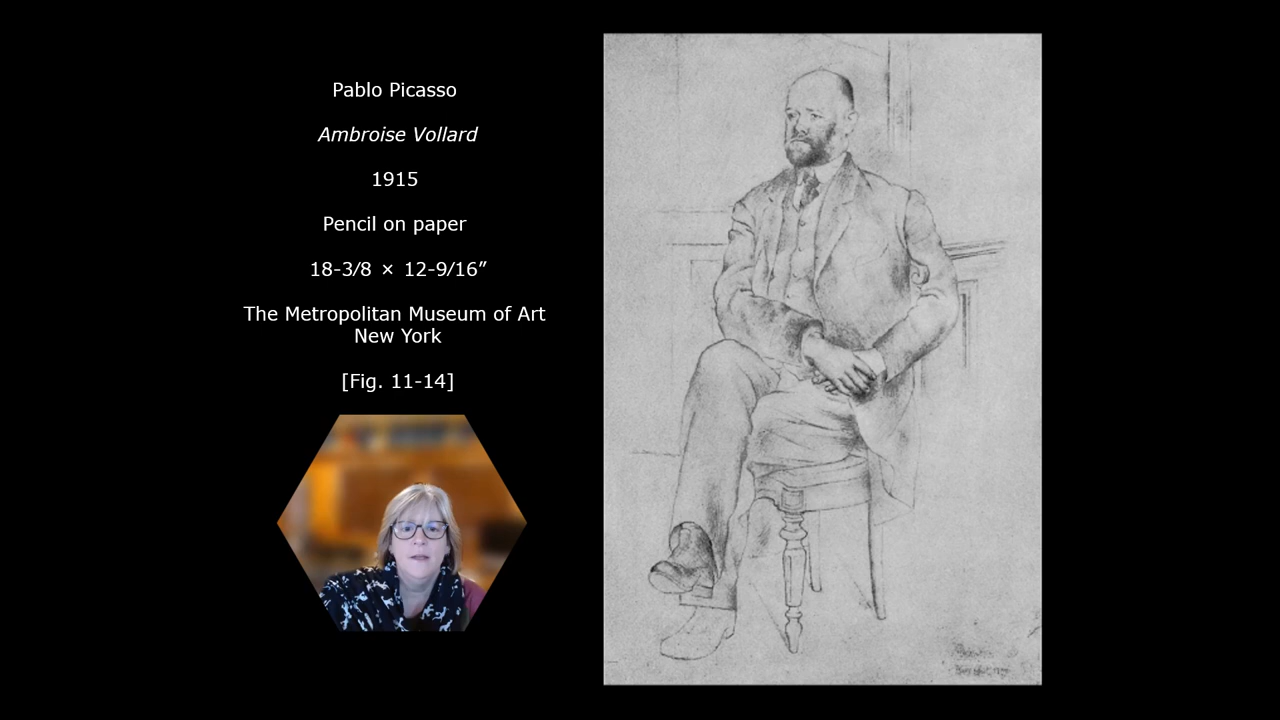 Pablo Picasso
Ambroise Vollard
1915
Pencil on paper
18-3/8 × 12-9/16”
The Metropolitan Museum of Art
New York
[Fig. 11-14]